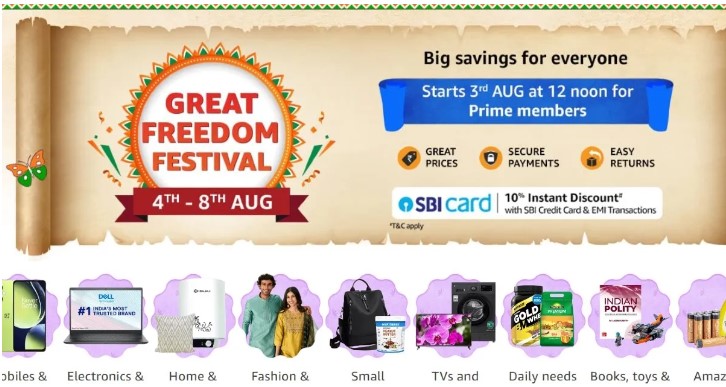 Big savings for everyone
GREAT
FREEDOM
FESTIVAL
4TH - 8TH AUG
Starts 3rd AUG at 12 noon for
Prime members
GREAT
PRICES
SECURE
PAYMENTS
EASY
RETURNS
SBI card
10% Instant Discount#
with SBI Credit Card & EMI Transactions
*T&C apply
DELL
#1 INDIA'S MOST
TRUSTED BRAND
GOLD
INDIAN
POLITY
obiles &
Electronics &
Home &
Fashion &
Small
TVs and
Daily needs
Books, toys &
Ama